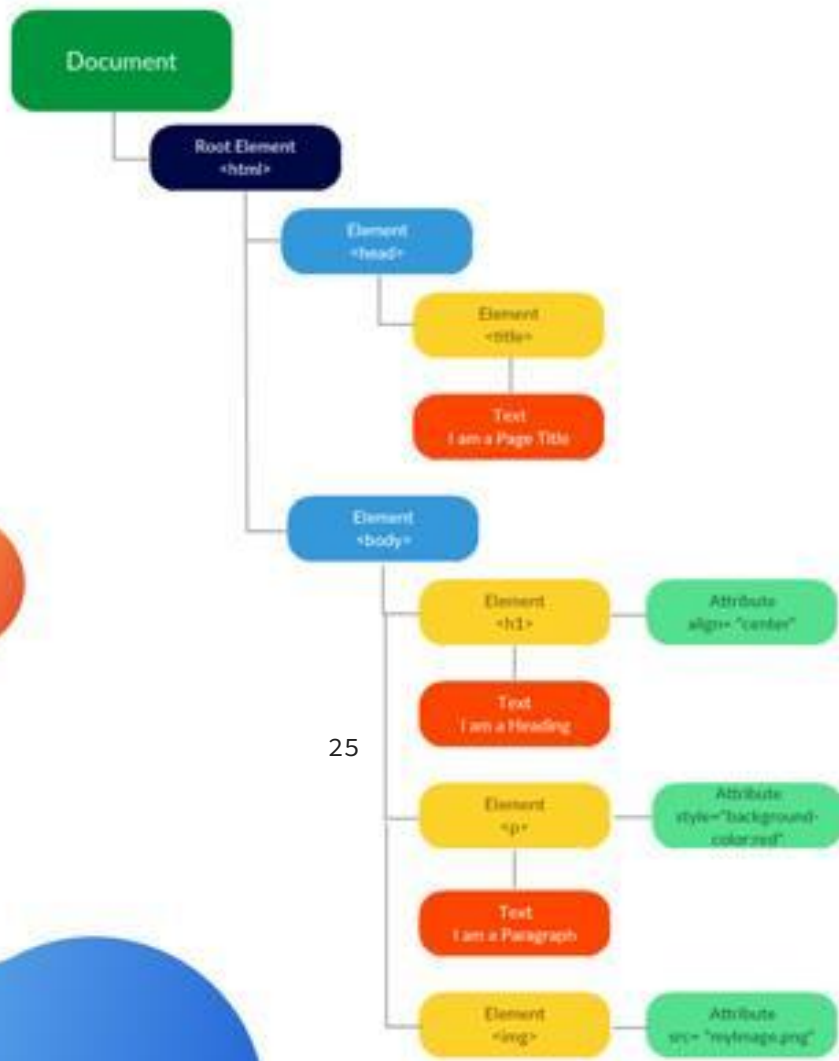 Document
Root Element
<html>
Element
<head>
Element
<title>
Text
I am a Page Title
Element
<body>
Element
<h1>
Attribute
align= "center"
Text
I am a Heading
25
Element
<p>
Attribute
style="background-
color:red"
Text
I am a Paragraph
Element
<img>
Attribute
src= "myImage.png"